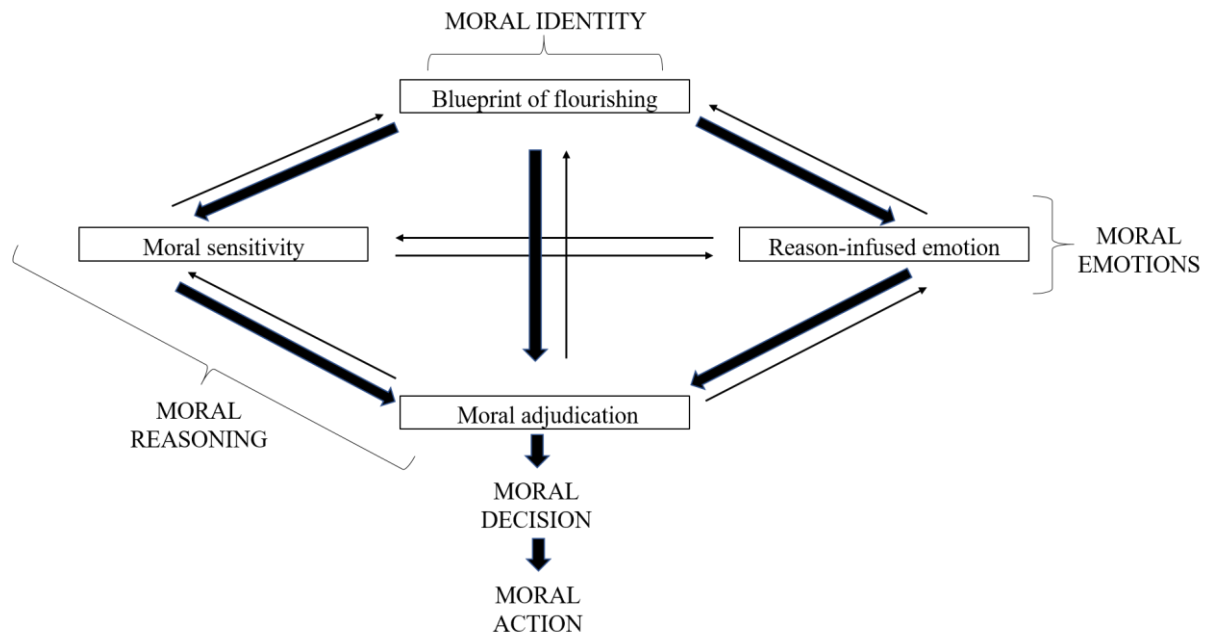 MORAL IDENTITY
Blueprint of flourishing
Moral sensitivity
Reason-infused emotion
MORAL
EMOTIONS
MORAL
REASONING
Moral adjudication
MORAL
DECISION
MORAL
ACTION